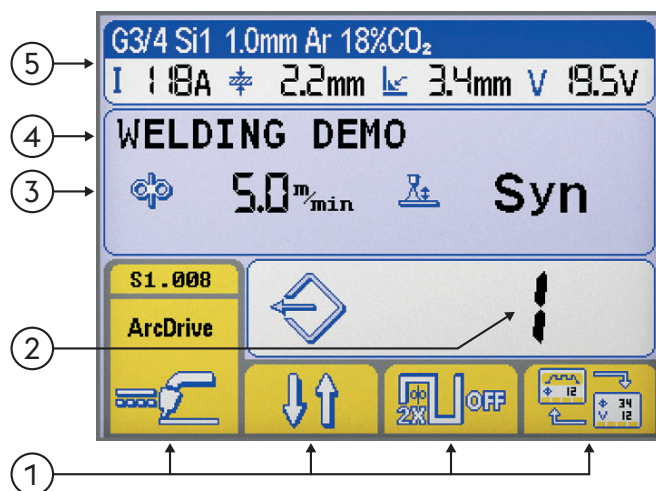 G3/4 Si1 1.0mm Ar 18%CO₂
5
I 118A 2.2mm 3.4mm V 19.5V
4
WELDING DEMO
3
5.0 m/min Syn
S1.008
ArcDrive
2
1
2X OFF
12
34
V 12
1